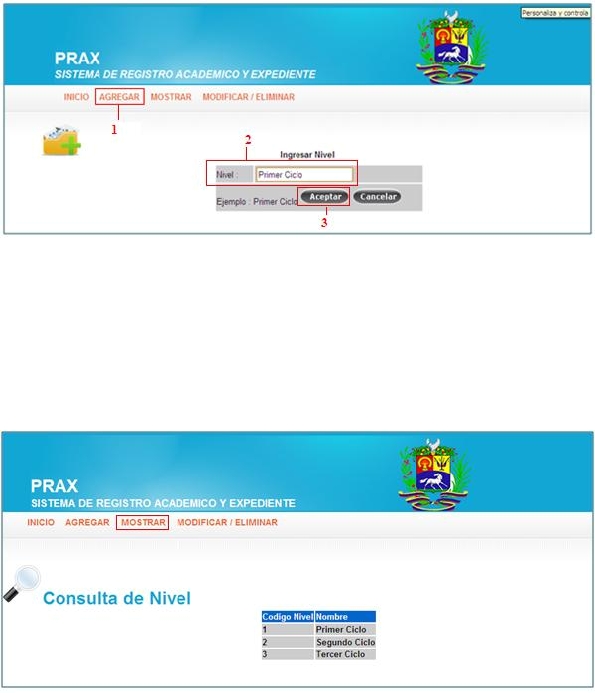 Personaliza y controla
PRAX
SISTEMA DE REGISTRO ACADEMICO Y EXPEDIENTE
INICIO AGREGAR MOSTRAR MODIFICAR / ELIMINAR
1
2
Ingresar Nivel
Nivel : Primer Ciclo
Ejemplo : Primer Ciclo Aceptar Cancelar
3
PRAX
SISTEMA DE REGISTRO ACADEMICO Y EXPEDIENTE
INICIO AGREGAR MOSTRAR MODIFICAR / ELIMINAR
Consulta de Nivel
Codigo Nivel Nombre
1 Primer Ciclo
2 Segundo Ciclo
3 Tercer Ciclo